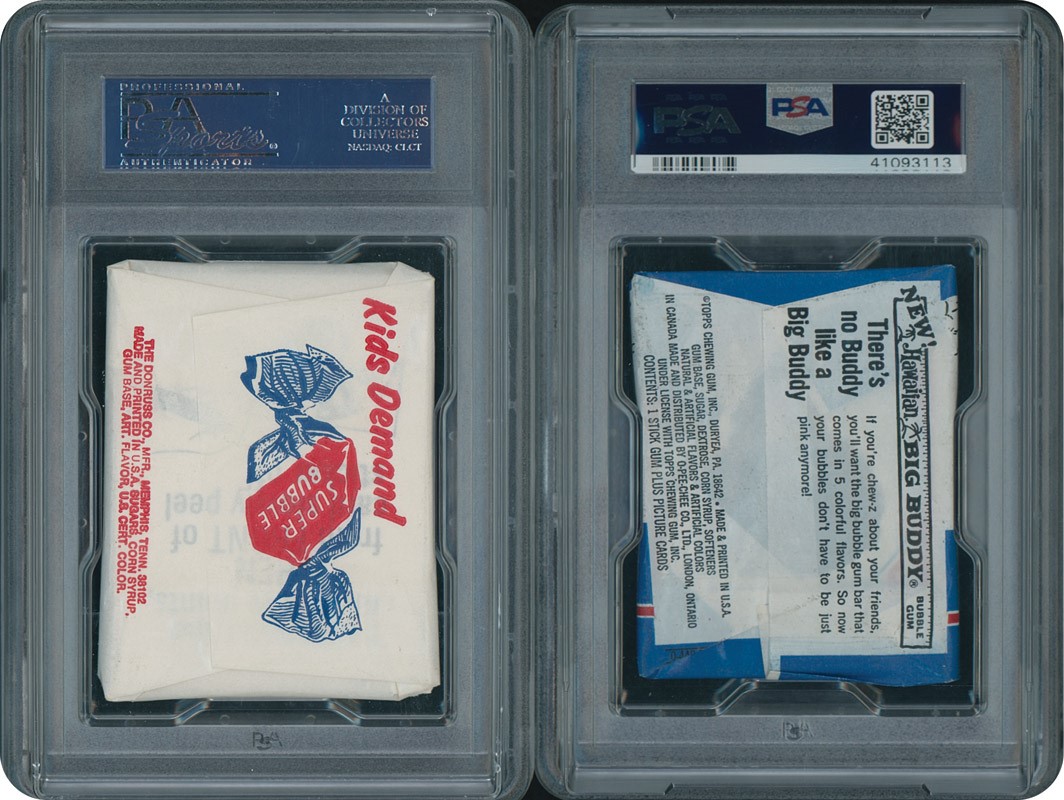 PROFESSIONAL
PSA
Sports
AUTHENTICATOR
A
DIVISION OF
COLLECTORS
UNIVERSE
NASDAQ: CLCT
Kids Demand
SUPER
BUBBLE
THE DONRUSS CO., MFR., MEMPHIS, TENN. 38102
MADE AND PRINTED IN U.S.A. SUGARS, CORN SYRUP,
GUM BASE, ART. FLAVOR, U.S. CERT. COLOR.
PSA
PSA
PSA
41093113
NEW!
Hawaiian BIG BUDDY® BUBBLE GUM
There's
no Buddy
like a
Big Buddy
If you're chew-z about your friends,
you'll want the big bubble gum bar that
comes in 5 colorful flavors. So now
your bubbles don't have to be just
pink anymore!
©TOPPS CHEWING GUM, INC., DURYEA, PA. 18642 • MADE & PRINTED IN U.S.A.
GUM BASE, SUGAR, DEXTROSE, CORN SYRUP, SOFTENERS
NATURAL & ARTIFICIAL FLAVORS & ARTIFICIAL COLORS
IN CANADA MADE AND DISTRIBUTED BY O-PEE-CHEE CO., LTD., LONDON, ONTARIO
UNDER LICENSE WITH TOPPS CHEWING GUM, INC.
CONTENTS: 1 STICK GUM PLUS PICTURE CARDS
PSA